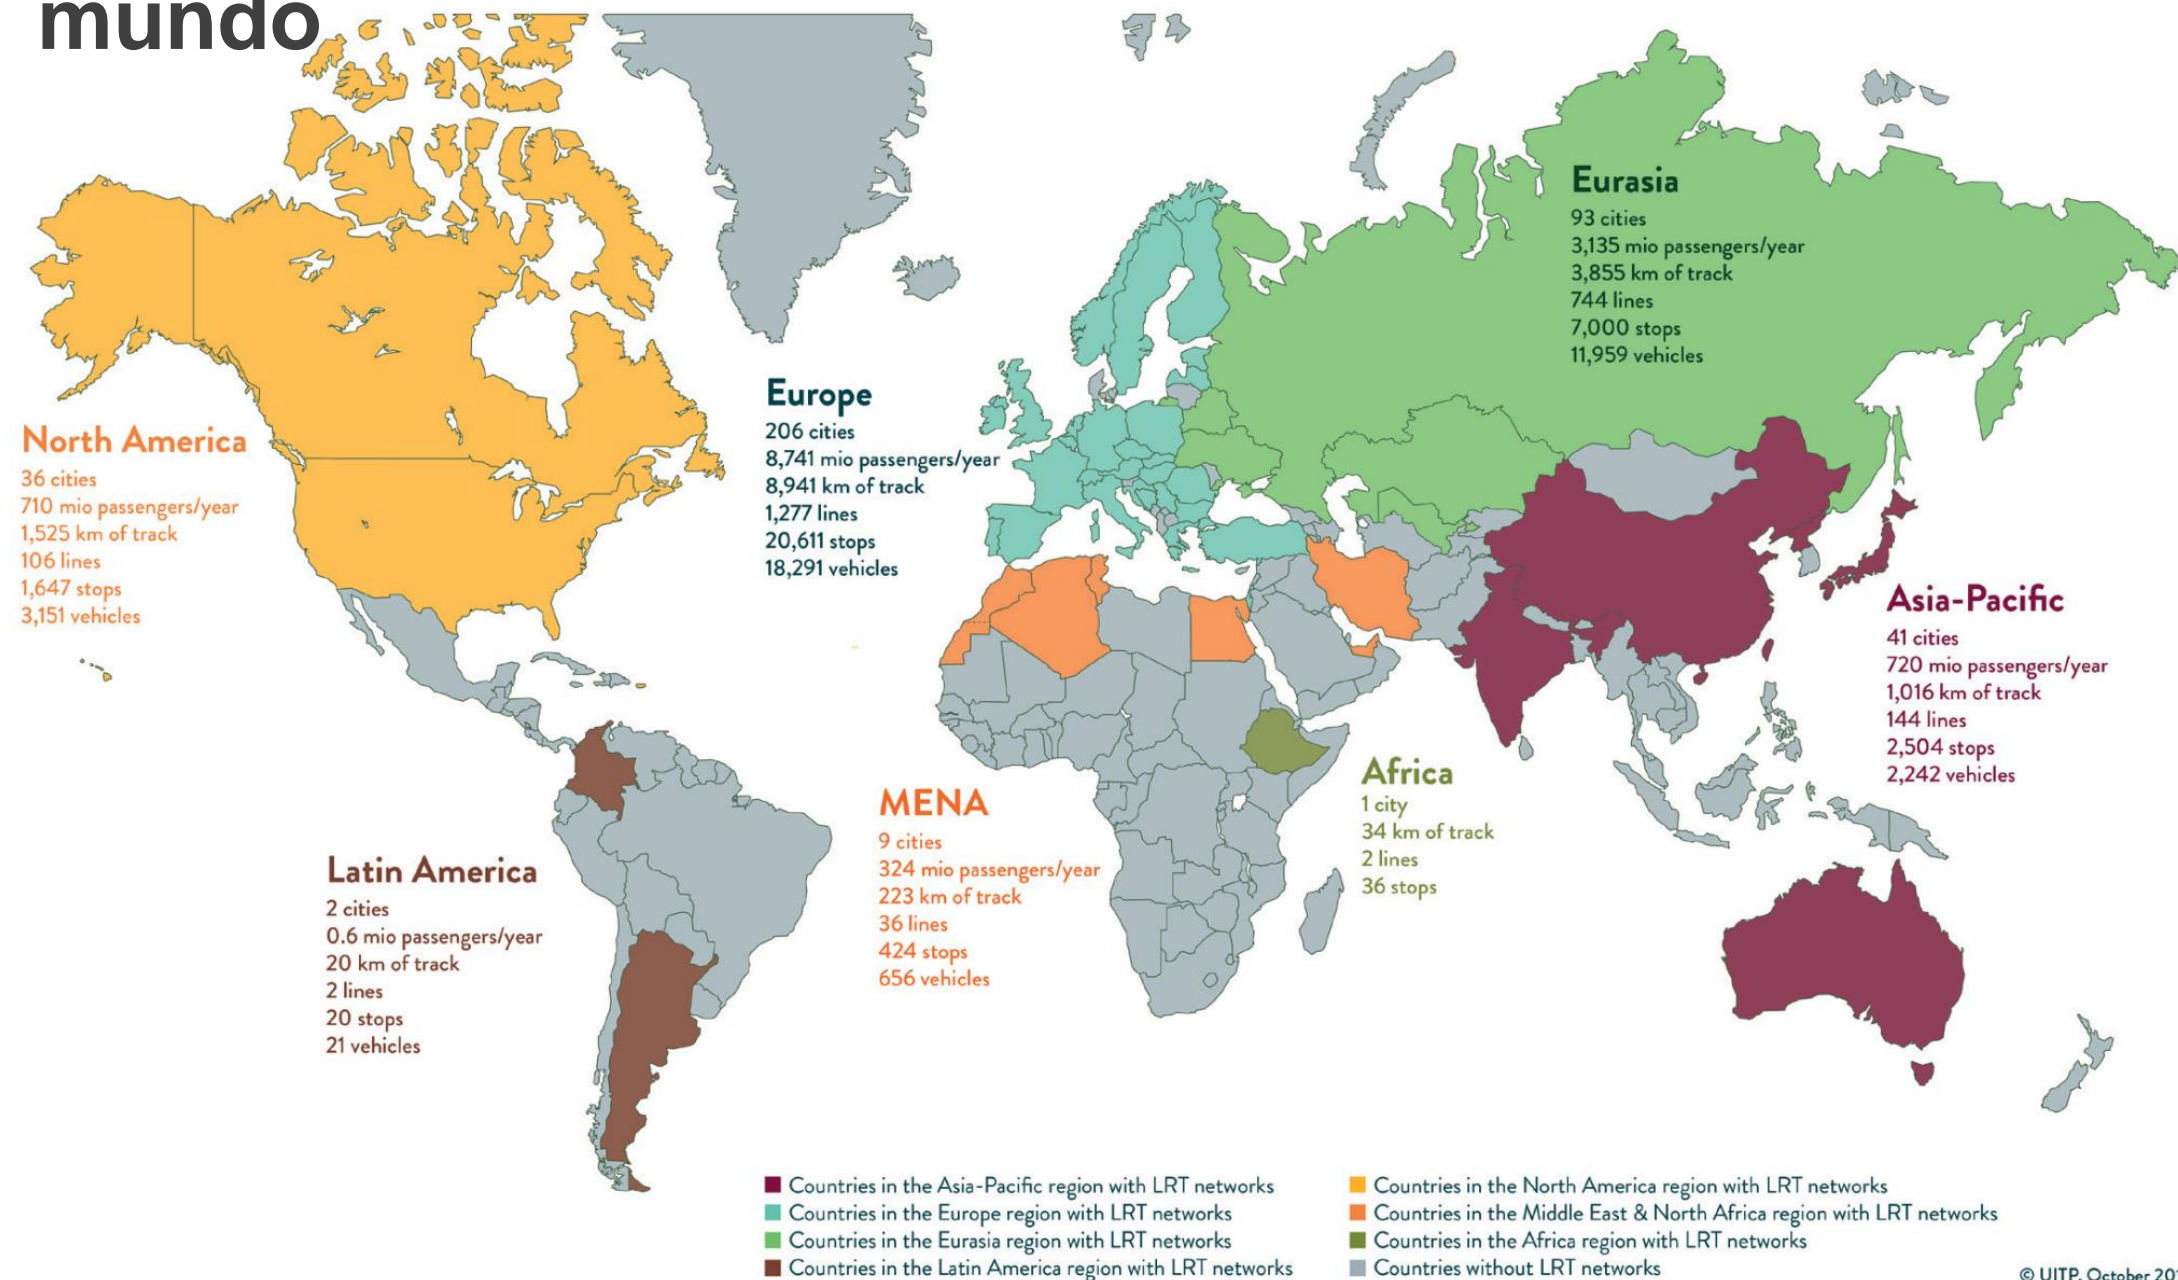 mundo
North America
36 cities
710 mio passengers/year
1,525 km of track
106 lines
1,647 stops
3,151 vehicles
Europe
206 cities
8,741 mio passengers/year
8,941 km of track
1,277 lines
20,611 stops
18,291 vehicles
Eurasia
93 cities
3,135 mio passengers/year
3,855 km of track
744 lines
7,000 stops
11,959 vehicles
Asia-Pacific
41 cities
720 mio passengers/year
1,016 km of track
144 lines
2,504 stops
2,242 vehicles
Latin America
2 cities
0.6 mio passengers/year
20 km of track
2 lines
20 stops
21 vehicles
MENA
9 cities
324 mio passengers/year
223 km of track
36 lines
424 stops
656 vehicles
Africa
1 city
34 km of track
2 lines
36 stops
Countries in the Asia-Pacific region with LRT networks
Countries in the Europe region with LRT networks
Countries in the Eurasia region with LRT networks
Countries in the Latin America region with LRT networks
Countries in the North America region with LRT networks
Countries in the Middle East & North Africa region with LRT networks
Countries in the Africa region with LRT networks
Countries without LRT networks
© UITP, October